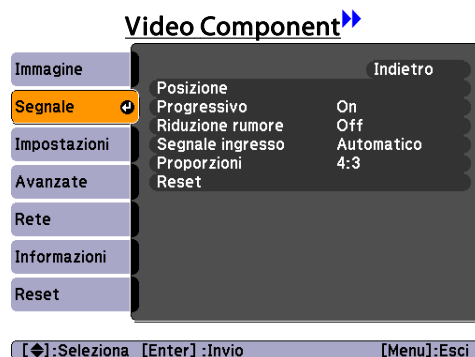 Video Component
Immagine
Segnale
Impostazioni
Avanzate
Rete
Informazioni
Reset
Indietro
Posizione
Progressivo On
Riduzione rumore Off
Segnale ingresso Automatico
Proporzioni 4:3
Reset
[◆]:Seleziona [Enter] :Invio [Menu]:Esci